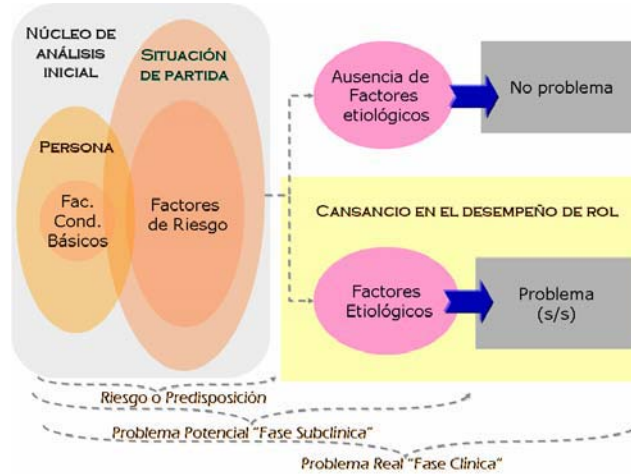 NÚCLEO DE
ANÁLISIS
INICIAL
SITUACIÓN
DE PARTIDA
PERSONA
Fac.
Cond.
Básicos
Factores
de Riesgo
Ausencia de
Factores
etiológicos
No problema
CANSANCIO EN EL DESEMPEÑO DE ROL
Factores
Etiológicos
Problema
(s/s)
Riesgo o Predisposición
Problema Potencial "Fase Subclínica"
Problema Real "Fase Clínica"